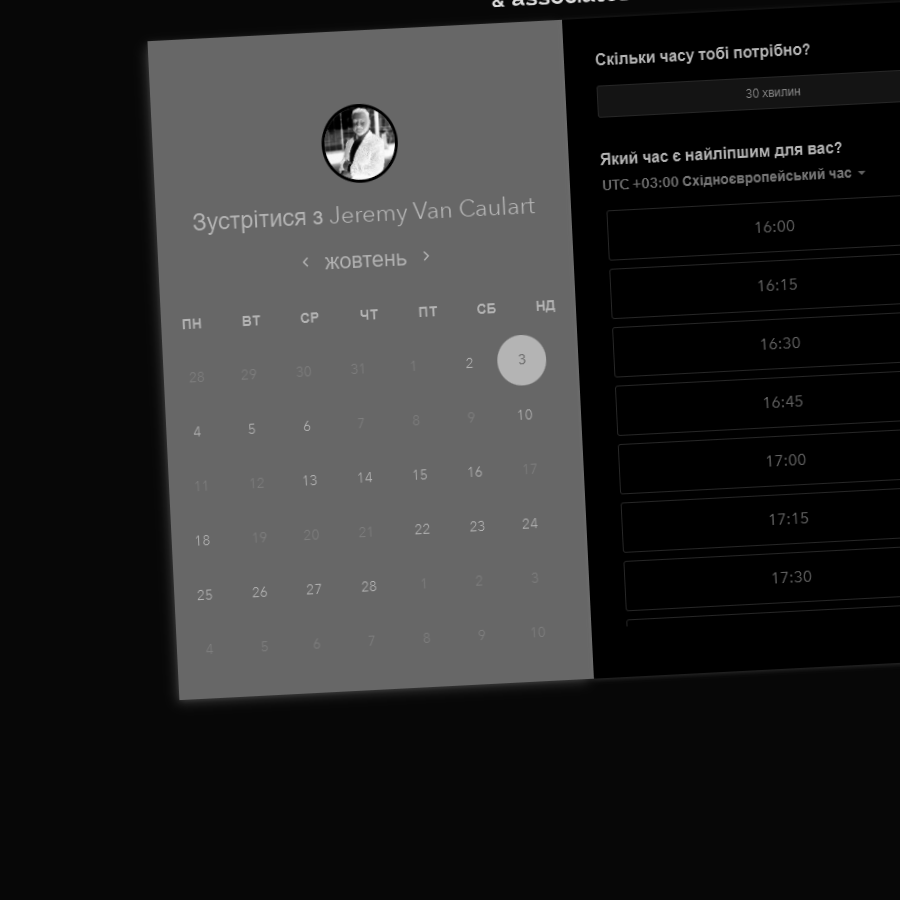 & associates
Зустрітися з Jeremy Van Caulart
жовтень
ПН ВТ СР ЧТ ПТ СБ НД
28 29 30 31 1 2 3
4 5 6 7 8 9 10
11 12 13 14 15 16 17
18 19 20 21 22 23 24
25 26 27 28 1 2 3
4 5 6 7 8 9 10
Скільки часу тобі потрібно?
30 хвилин
Який час є найліпшим для вас?
UTC +03:00 Східноєвропейський час
16:00
16:15
16:30
16:45
17:00
17:15
17:30